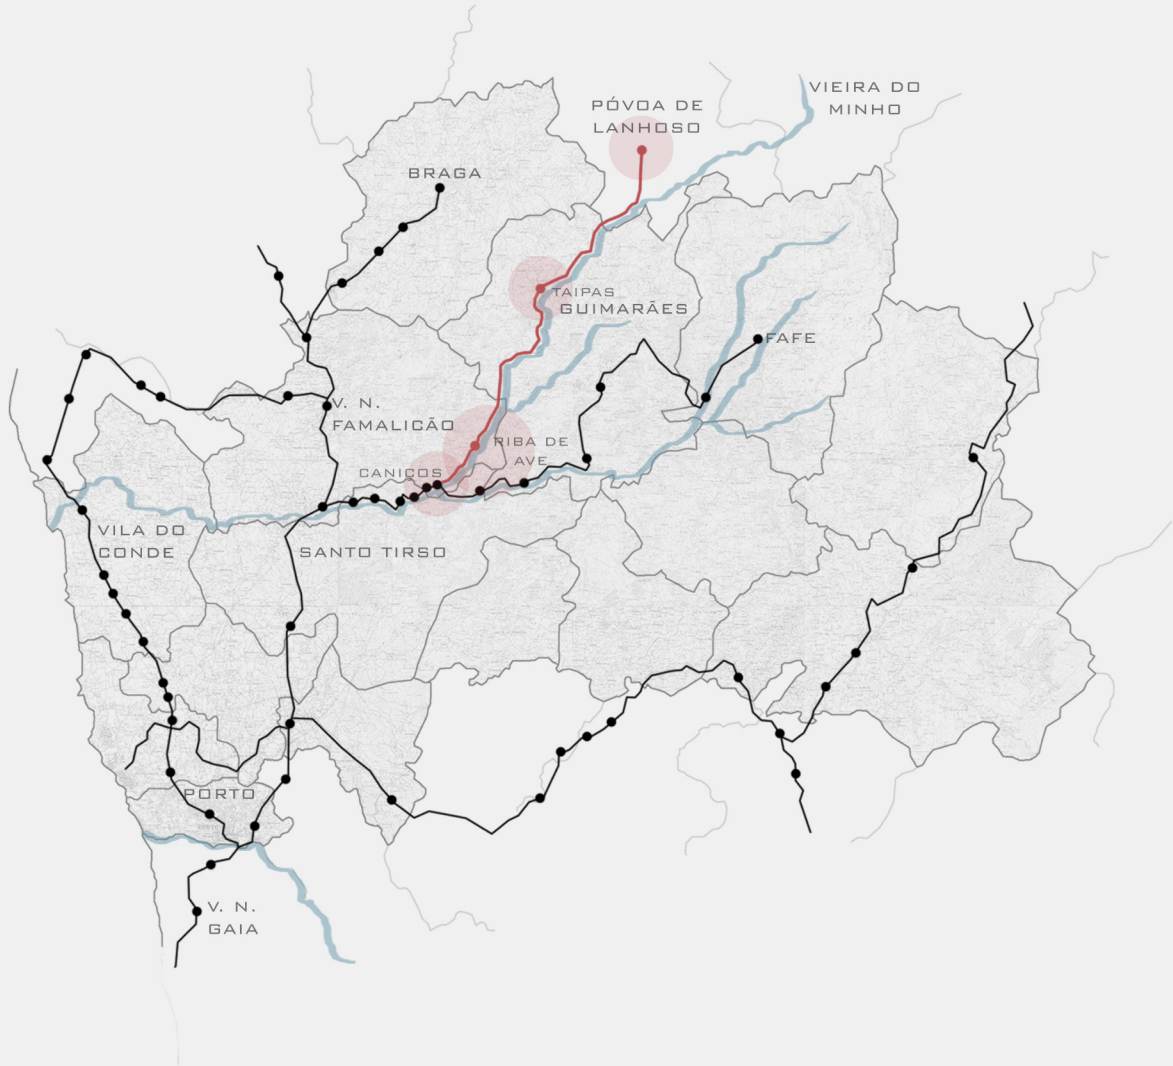 VIEIRA DO
MINHO
PÓVOA DE
LANHOSO
BRAGA
TAIPAS
GUIMARÃES
FAFE
V. N.
FAMALICÃO
RIBA DE
AVE
CANIÇOS
VILA DO
CONDE
SANTO TIRSO
PORTO
V. N.
GAIA